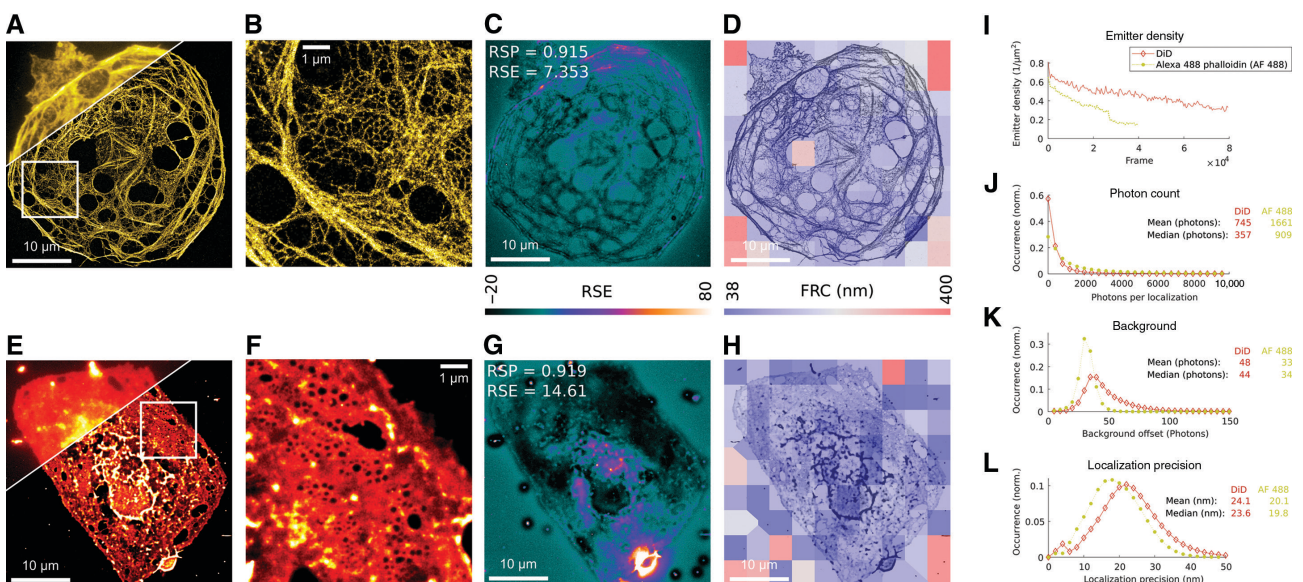 A
B
C
D
1 μm
RSP = 0.915
RSE = 7.353
10 μm
10 μm
10 μm
−20
RSE
80
38
FRC (nm)
400
E
F
G
H
1 μm
RSP = 0.919
RSE = 14.61
10 μm
10 μm
10 μm
I
Emitter density
DiD
Alexa 488 phalloidin (AF 488)
Emitter density (1/μm²)
0.8
0.6
0.4
0.2
0
0 2 4 6 8
×10⁴
Frame
J
Photon count
DiD AF 488
Mean (photons): 745 1661
Median (photons): 357 909
Occurrence (norm.)
0.6
0.4
0.2
0
0 2000 4000 6000 8000 10,000
Photons per localization
K
Background
DiD AF 488
Mean (photons): 48 33
Median (photons): 44 34
Occurrence (norm.)
0.3
0.2
0.1
0
0 50 100 150
Background offset (Photons)
L
Localization precision
DiD AF 488
Mean (nm): 24.1 20.1
Median (nm): 23.6 19.8
Occurrence (norm.)
0.1
0.05
0
0 10 20 30 40 50
Localization precision (nm)